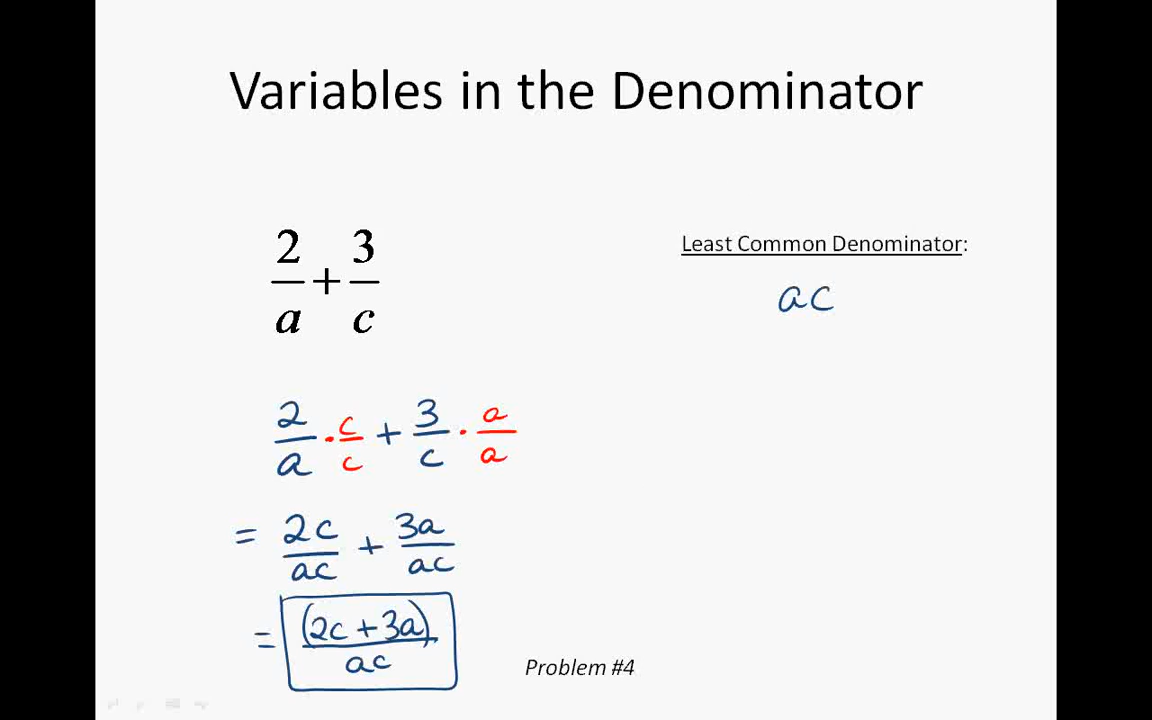 Variables in the Denominator
2/a + 3/c
Least Common Denominator:
ac
2/a · c/c + 3/c · a/a
= 2c/ac + 3a/ac
= (2c + 3a)/ac
Problem #4